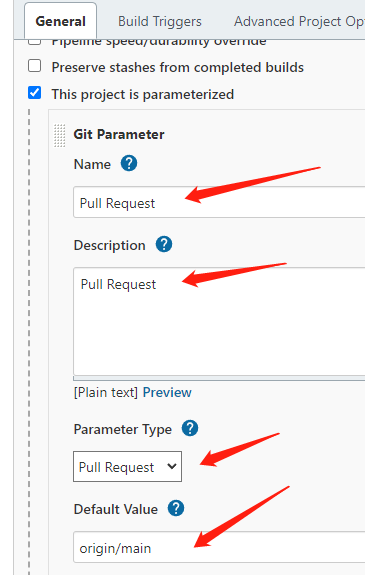 General Build Triggers Advanced Project Opt
Pipeline speed/durability override
Preserve stashes from completed builds
This project is parameterized
Git Parameter
Name ?
Pull Request
Description ?
Pull Request
[Plain text] Preview
Parameter Type ?
Pull Request
Default Value ?
origin/main